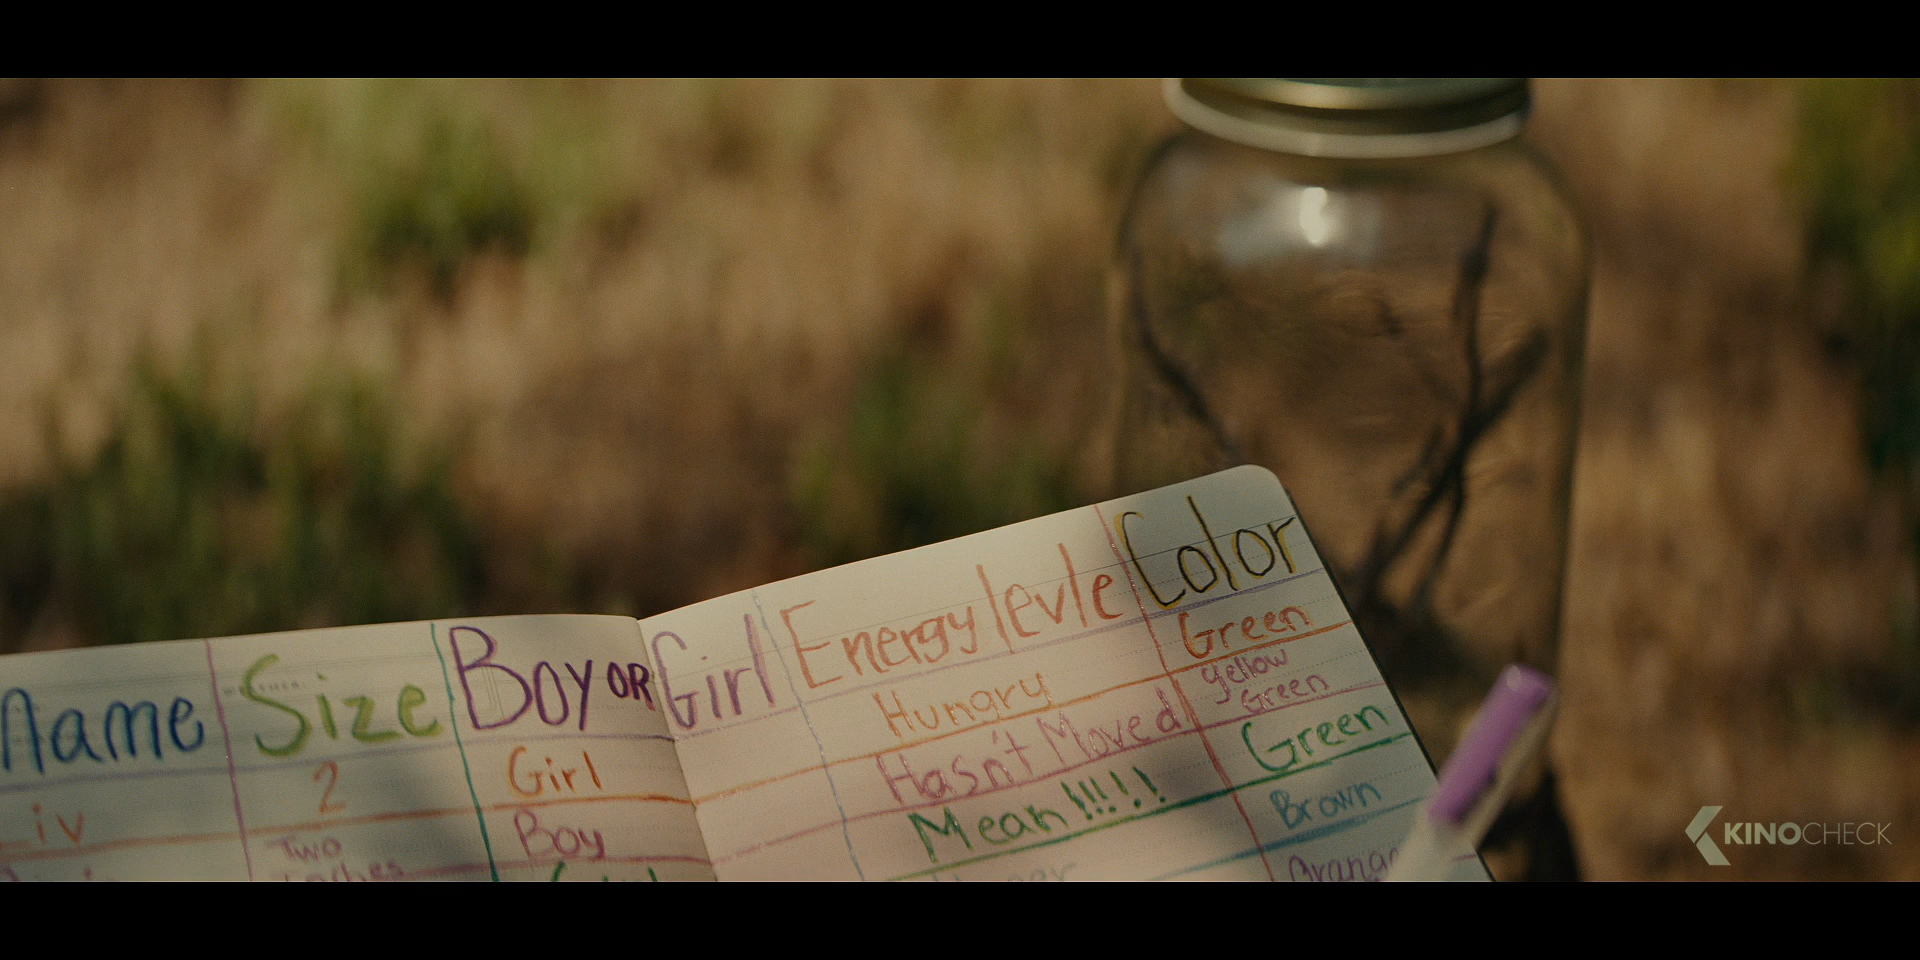 Name Size Boy OR Girl Energy levle Color
Liv 2 Girl Hungry Green
Two Boy Hasn't Moved Yellow Green
Mean!!!!! Green
Brown
KINOCHECK